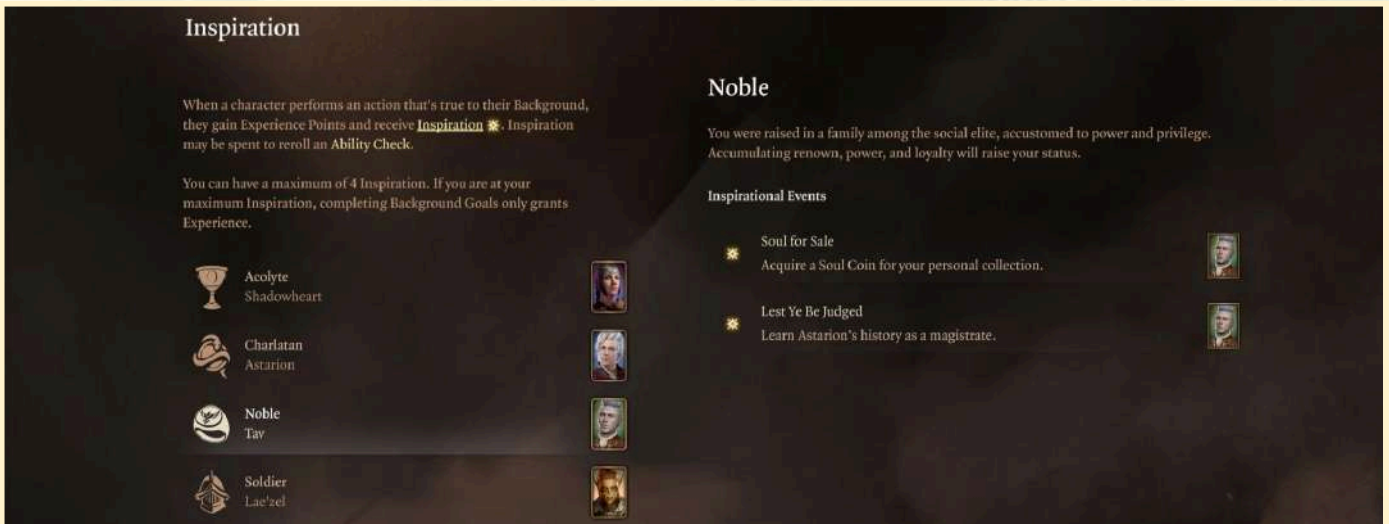 Inspiration
When a character performs an action that's true to their Background,
they gain Experience Points and receive Inspiration. Inspiration
may be spent to reroll an Ability Check.
You can have a maximum of 4 Inspiration. If you are at your
maximum Inspiration, completing Background Goals only grants
Experience.
Acolyte
Shadowheart
Charlatan
Astarion
Noble
Tav
Soldier
Lae'zel
Noble
You were raised in a family among the social elite, accustomed to power and privilege.
Accumulating renown, power, and loyalty will raise your status.
Inspirational Events
Soul for Sale
Acquire a Soul Coin for your personal collection.
Lest Ye Be Judged
Learn Astarion's history as a magistrate.